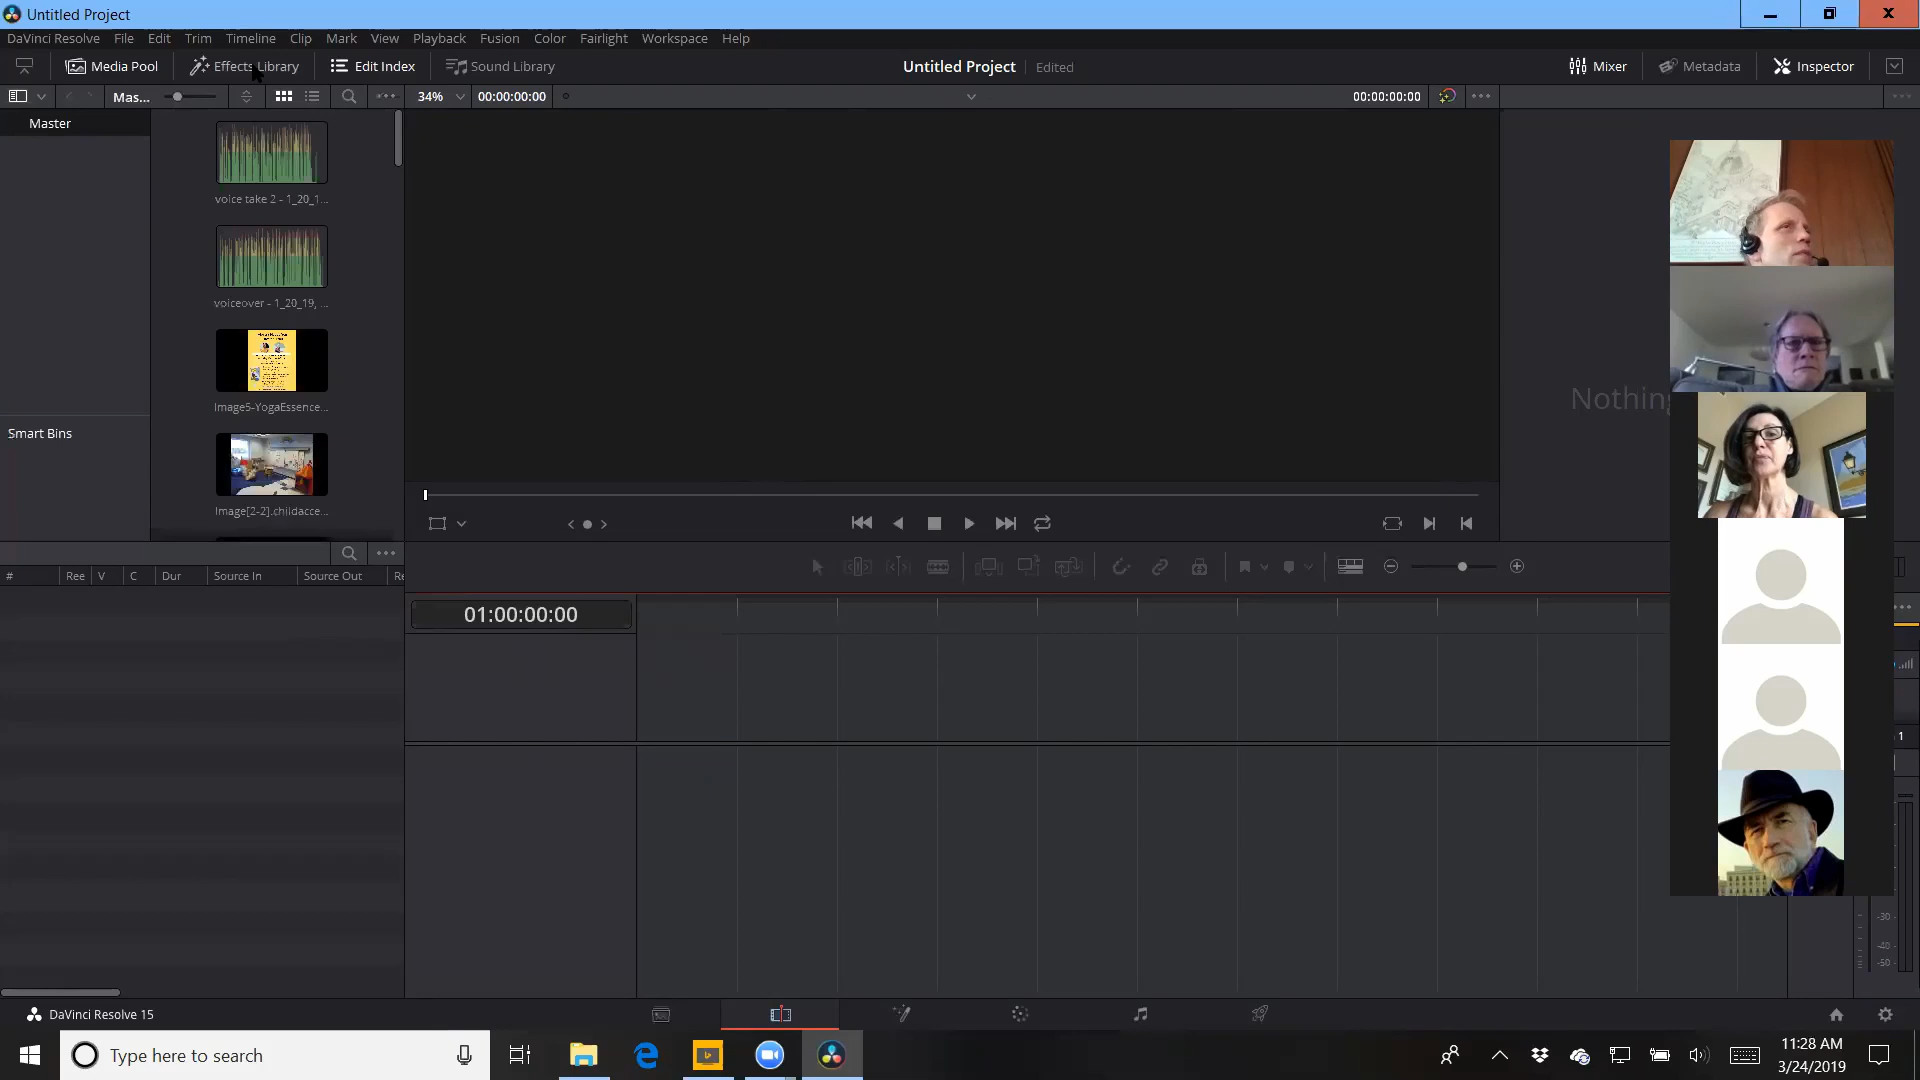 Untitled Project
DaVinci Resolve File Edit Trim Timeline Clip Mark View Playback Fusion Color Fairlight Workspace Help
Media Pool Effects Library Edit Index Sound Library Untitled Project Edited Mixer Metadata Inspector
Mas... 34% 00:00:00:00 00:00:00:00
Master
voice take 2 - 1_20_1...
voiceover - 1_20_19, ...
Image5-YogaEssence...
Nothing
Smart Bins
Image[2-2].childacce...
# Ree V C Dur Source In Source Out Re
01:00:00:00
1
-30
-40
-50
DaVinci Resolve 15
Type here to search
11:28 AM
3/24/2019